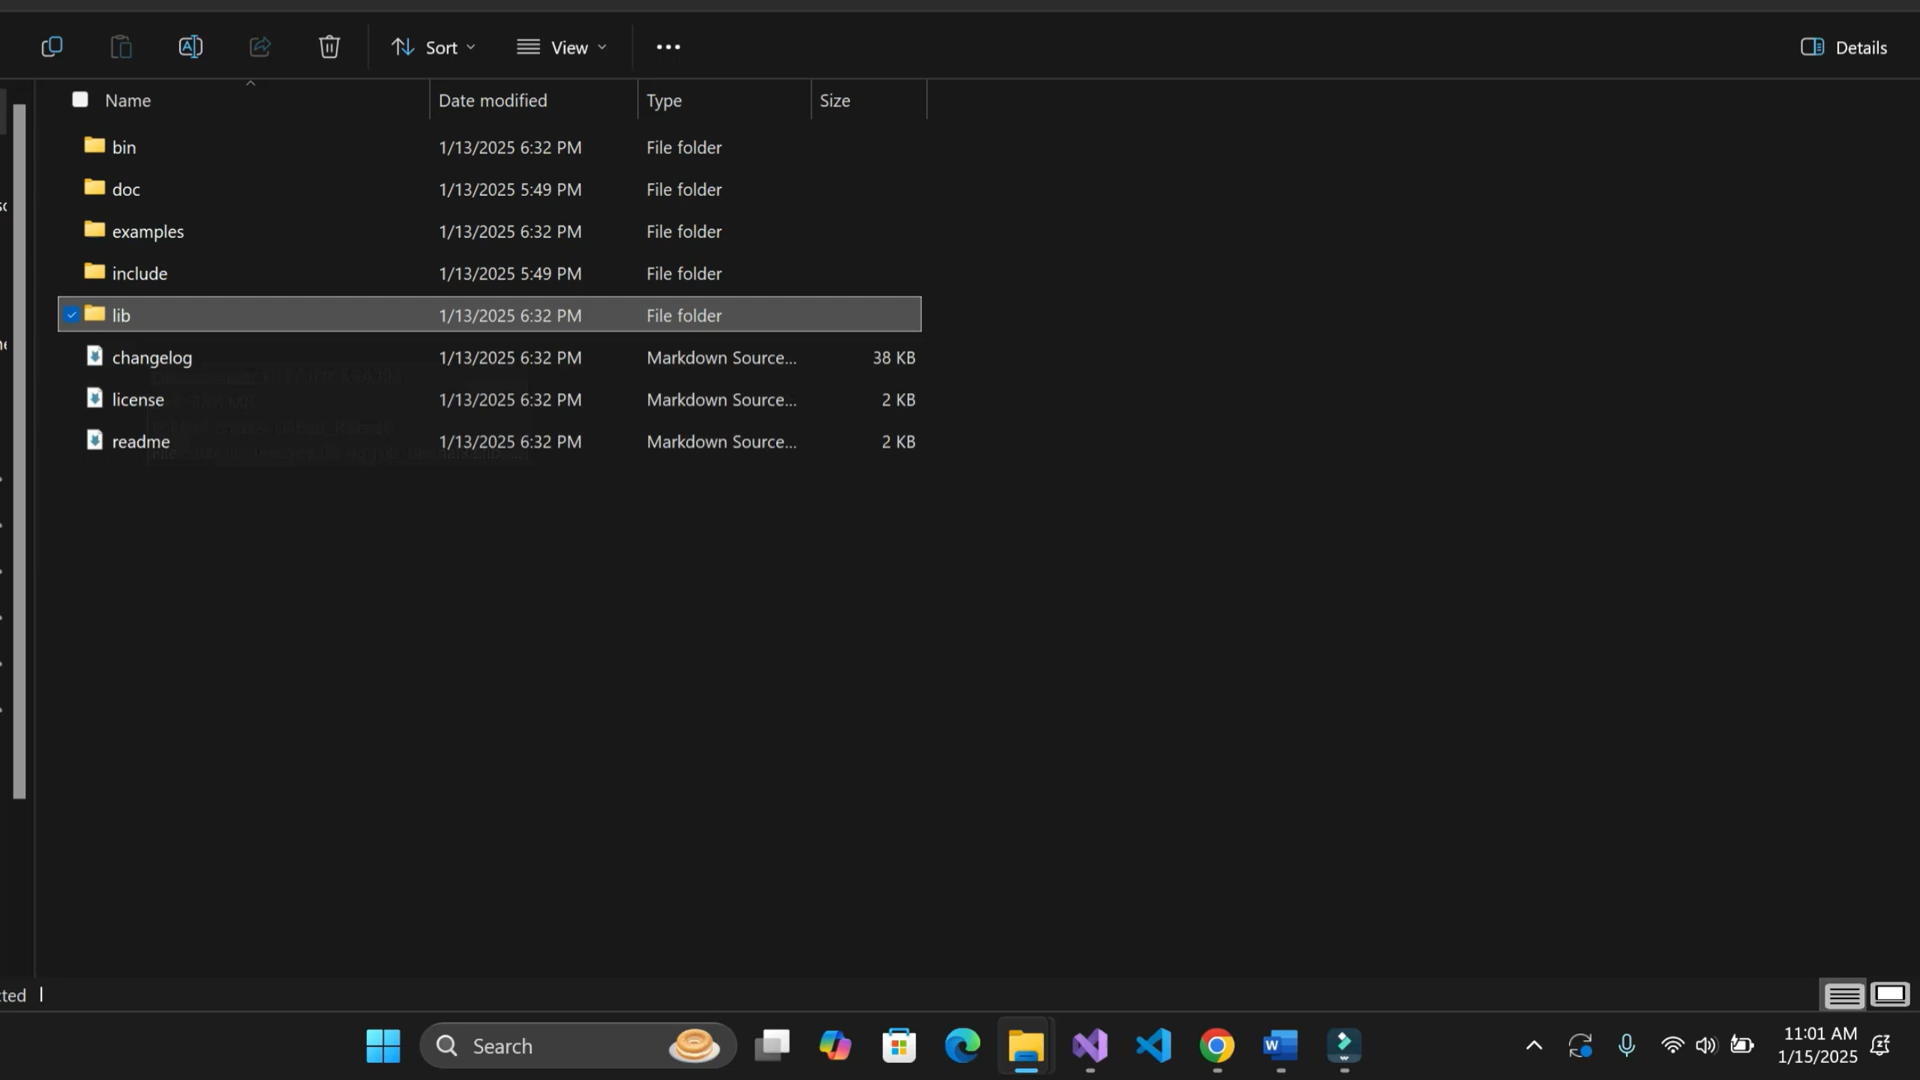 Sort
View
Details
Name Date modified Type Size
bin 1/13/2025 6:32 PM File folder
doc 1/13/2025 5:49 PM File folder
examples 1/13/2025 6:32 PM File folder
include 1/13/2025 5:49 PM File folder
lib 1/13/2025 6:32 PM File folder
changelog 1/13/2025 6:32 PM Markdown Source... 38 KB
license 1/13/2025 6:32 PM Markdown Source... 2 KB
readme 1/13/2025 6:32 PM Markdown Source... 2 KB
Search
11:01 AM
1/15/2025